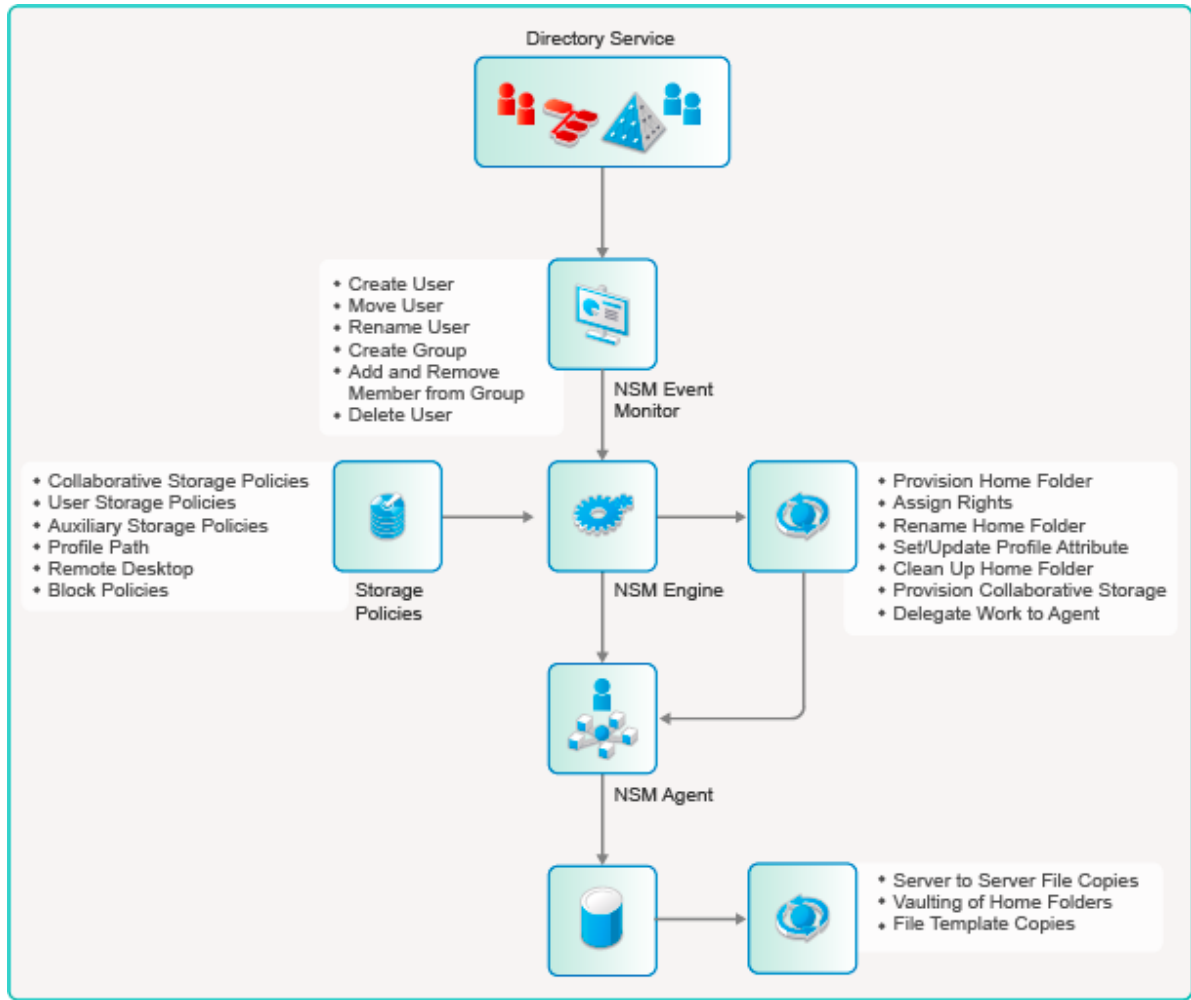 Directory Service
◆ Create User
◆ Move User
◆ Rename User
◆ Create Group
◆ Add and Remove
Member from Group
◆ Delete User
NSM Event
Monitor
◆ Collaborative Storage Policies
◆ User Storage Policies
◆ Auxiliary Storage Policies
◆ Profile Path
◆ Remote Desktop
◆ Block Policies
Storage
Policies
NSM Engine
◆ Provision Home Folder
◆ Assign Rights
◆ Rename Home Folder
◆ Set/Update Profile Attribute
◆ Clean Up Home Folder
◆ Provision Collaborative Storage
◆ Delegate Work to Agent
NSM Agent
◆ Server to Server File Copies
◆ Vaulting of Home Folders
◆ File Template Copies